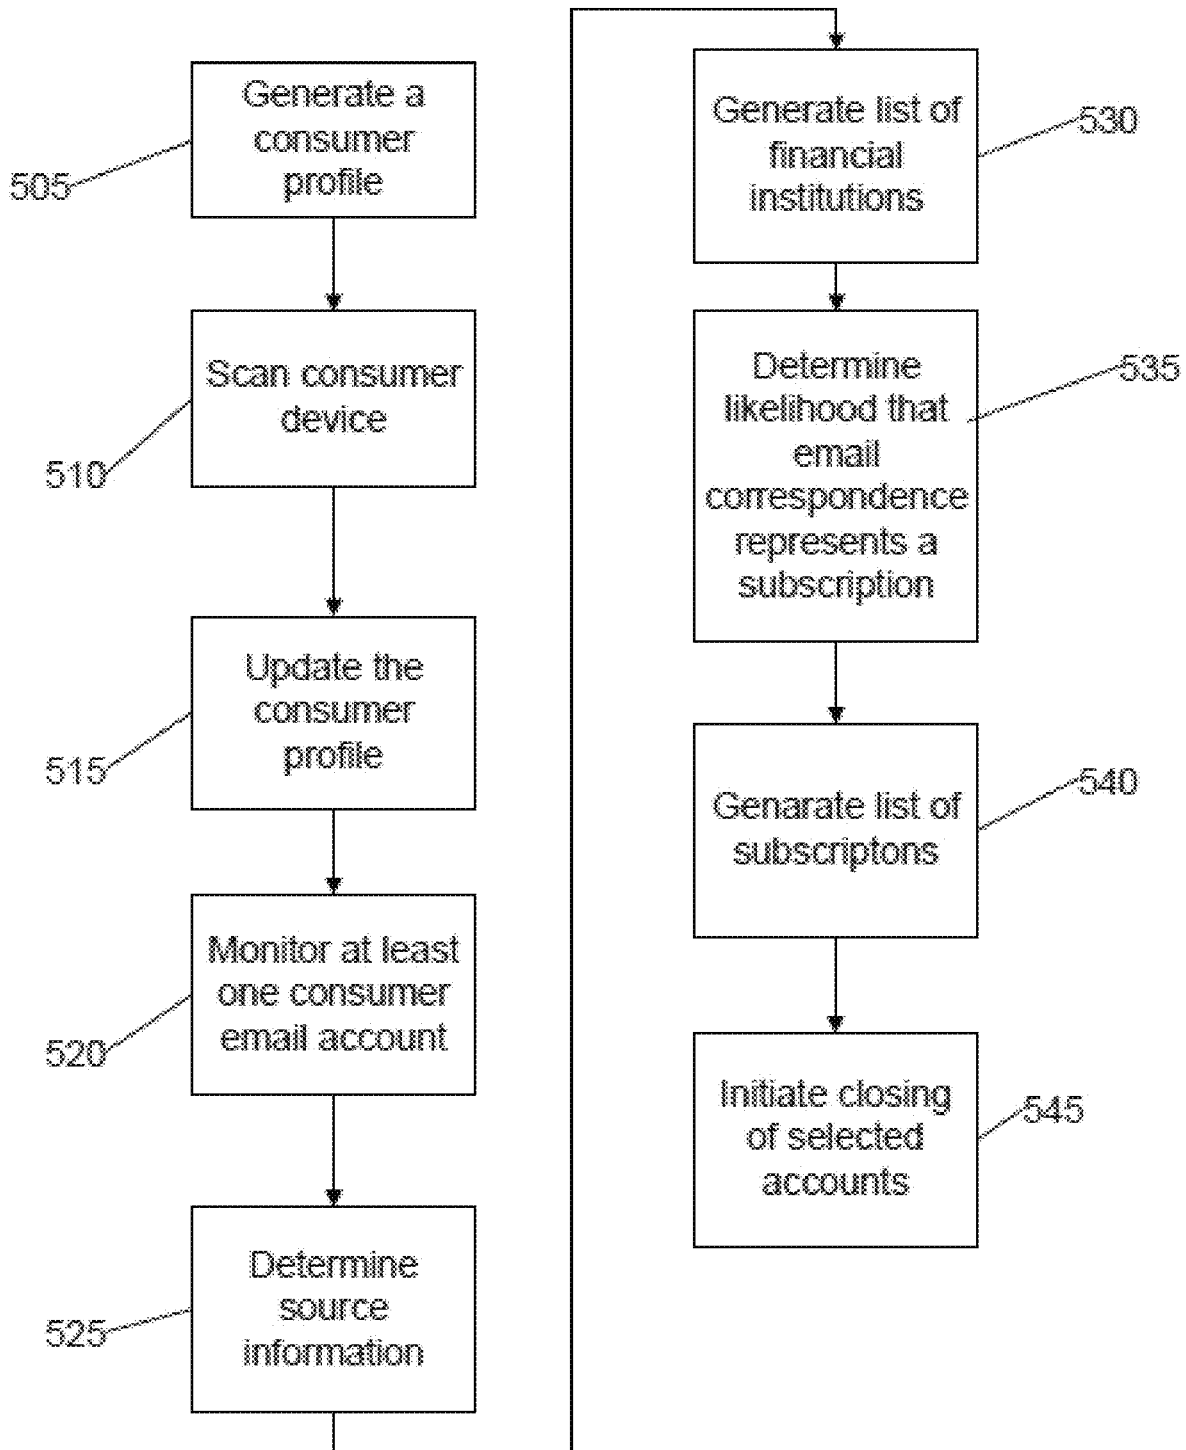 Generate a
consumer
profile
505
Scan consumer
device
510
Update the
consumer
profile
515
Monitor at least
one consumer
email account
520
Determine
source
information
525
Generate list of
financial
institutions
530
Determine
likelihood that
email
correspondence
represents a
subscription
535
Genarate list of
subscriptons
540
Initiate closing
of selected
accounts
545